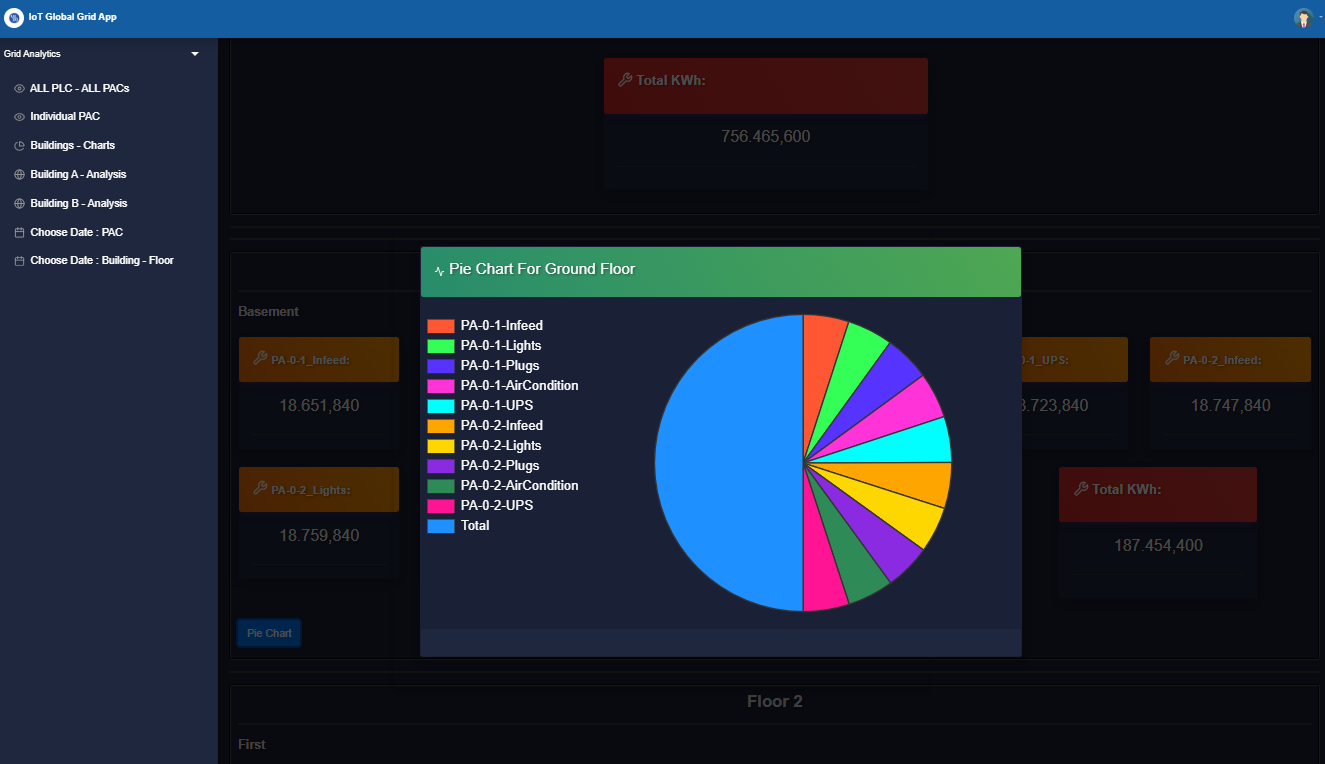 IoT Global Grid App
Grid Analytics
ALL PLC - ALL PACs
Individual PAC
Buildings - Charts
Building A - Analysis
Building B - Analysis
Choose Date : PAC
Choose Date : Building - Floor
Total KWh:
756.465,600
Basement
PA-0-1_Infeed:
18.651,840
0-1_UPS:
8.723,840
PA-0-2_Infeed:
18.747,840
PA-0-2_Lights:
18.759,840
Total KWh:
187.454,400
Pie Chart
Pie Chart For Ground Floor
PA-0-1-Infeed
PA-0-1-Lights
PA-0-1-Plugs
PA-0-1-AirCondition
PA-0-1-UPS
PA-0-2-Infeed
PA-0-2-Lights
PA-0-2-Plugs
PA-0-2-AirCondition
PA-0-2-UPS
Total
Floor 2
First